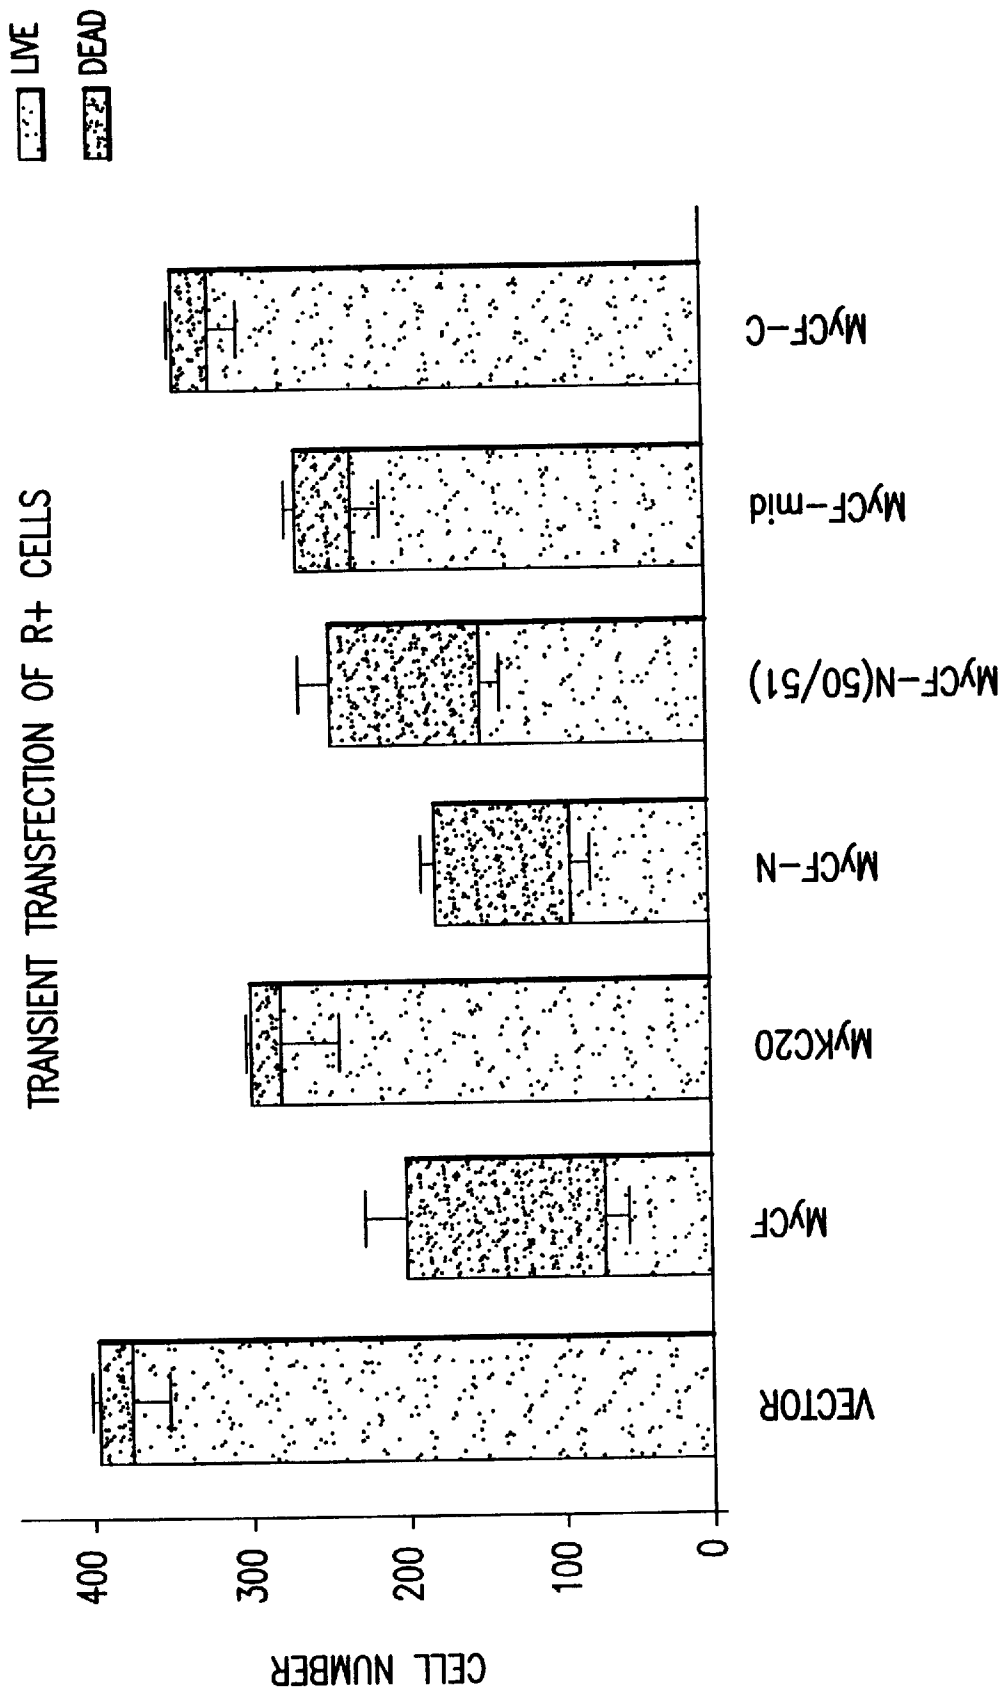 TRANSIENT TRANSFECTION OF R+ CELLS
LIVE
DEAD
CELL NUMBER
400
300
200
100
0
VECTOR
MyCF
MyKC20
MyCF-N
MyCF-N(50/51)
MyCF-mid
MyCF-C